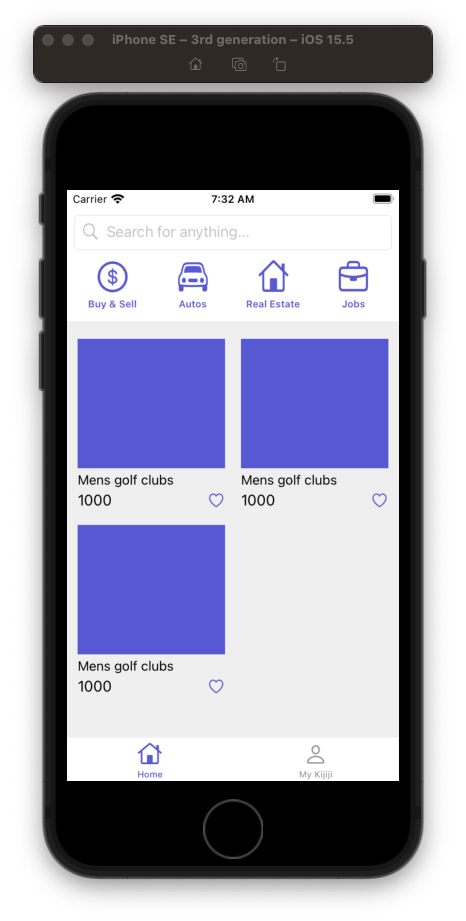 iPhone SE – 3rd generation – iOS 15.5
Carrier 7:32 AM
Search for anything...
$
Buy & Sell Autos Real Estate Jobs
Mens golf clubs Mens golf clubs
1000 1000
Mens golf clubs
1000
Home My Kijiji